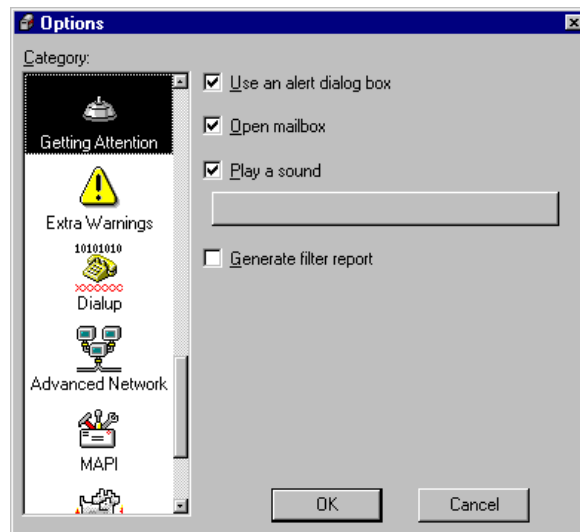 Options
Category:
Getting Attention
Extra Warnings
10101010
xxxxxxx
Dialup
Advanced Network
MAPI
Use an alert dialog box
Open mailbox
Play a sound
Generate filter report
OK
Cancel